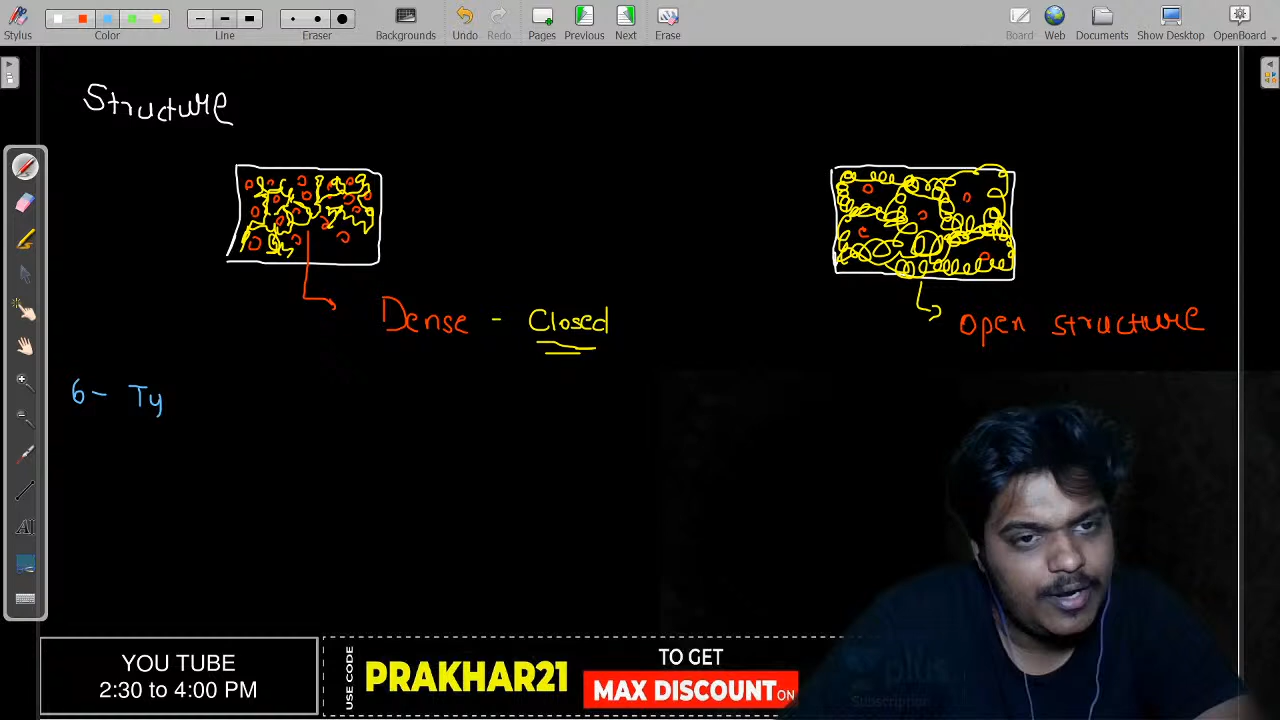 Stylus
Color
Line
Eraser
Backgrounds
Undo
Redo
Pages
Previous
Next
Erase
Board
Web
Documents
Show Desktop
OpenBoard
Structure
Dense - Closed
Open structure
6- Ty
YOU TUBE
2:30 to 4:00 PM
USE CODE
PRAKHAR21
TO GET
MAX DISCOUNT ON
plus
Subscription